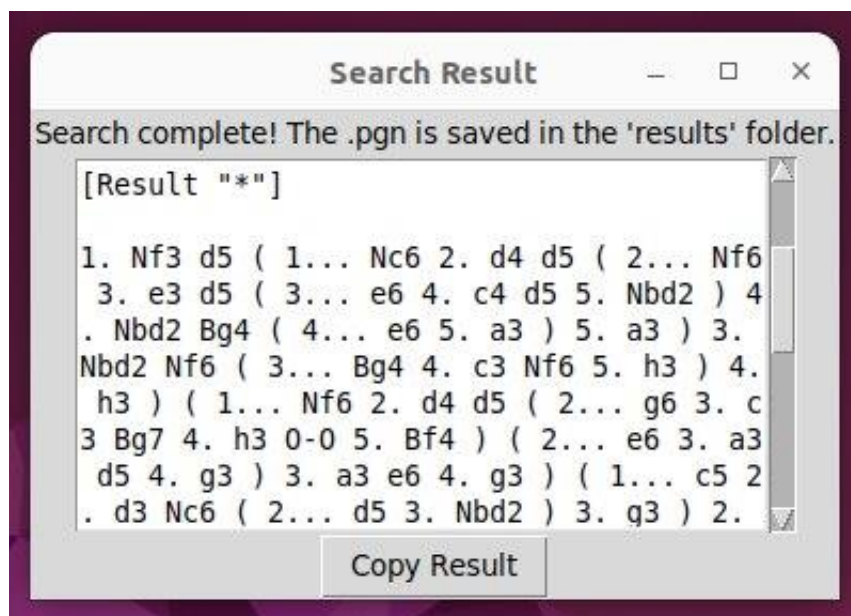 Search Result
Search complete! The .pgn is saved in the 'results' folder.
[Result "*"]
1. Nf3 d5 ( 1... Nc6 2. d4 d5 ( 2... Nf6
 3. e3 d5 ( 3... e6 4. c4 d5 5. Nbd2 ) 4
. Nbd2 Bg4 ( 4... e6 5. a3 ) 5. a3 ) 3.
Nbd2 Nf6 ( 3... Bg4 4. c3 Nf6 5. h3 ) 4.
 h3 ) ( 1... Nf6 2. d4 d5 ( 2... g6 3. c
3 Bg7 4. h3 O-O 5. Bf4 ) ( 2... e6 3. a3
 d5 4. g3 ) 3. a3 e6 4. g3 ) ( 1... c5 2
. d3 Nc6 ( 2... d5 3. Nbd2 ) 3. g3 ) 2.
Copy Result